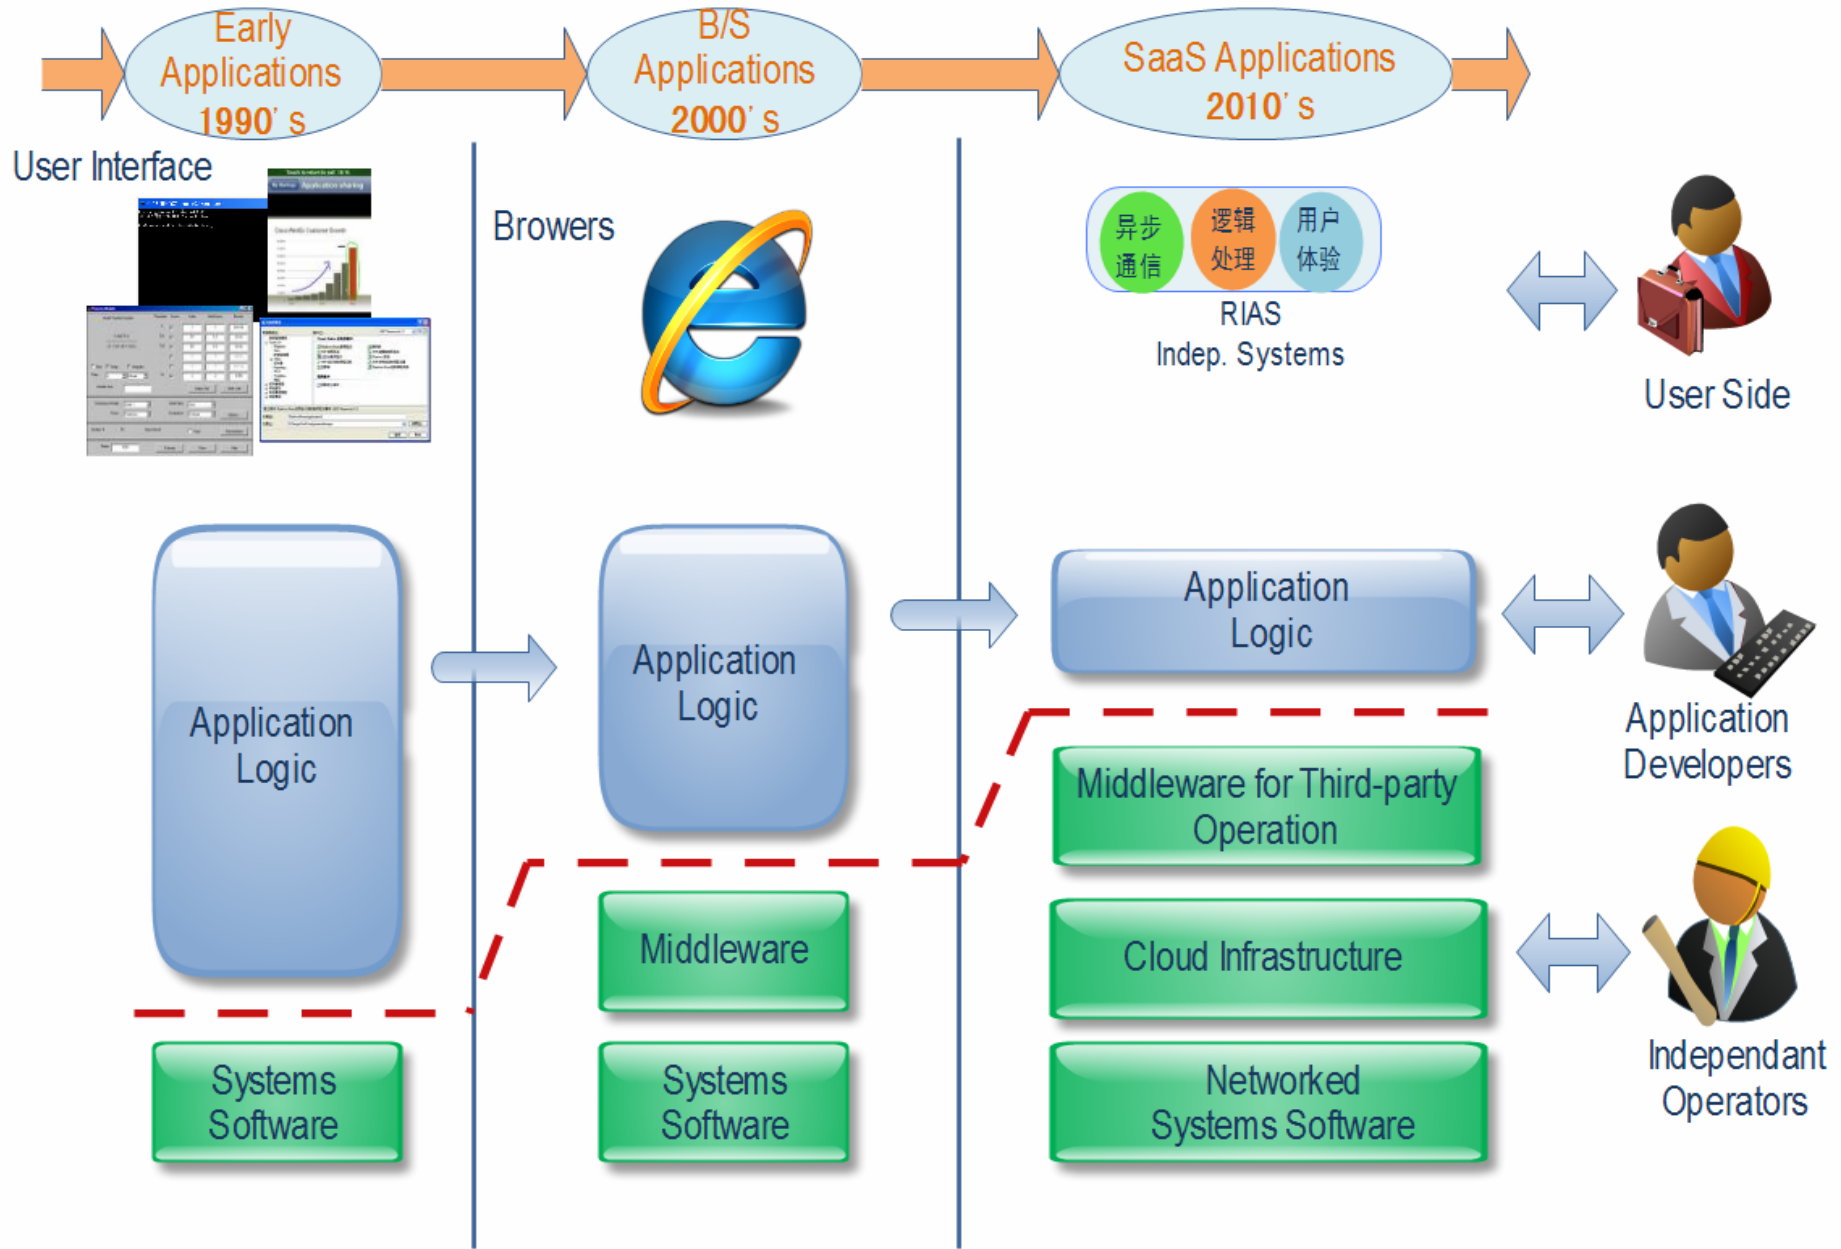 Early
Applications
1990's
B/S
Applications
2000's
SaaS Applications
2010's
User Interface
Application sharing
Browers
异步
通信
逻辑
处理
用户
体验
RIAS
Indep. Systems
User Side
Application
Logic
Application
Logic
Application
Logic
Application
Developers
Middleware for Third-party
Operation
Middleware
Cloud Infrastructure
Systems
Software
Systems
Software
Networked
Systems Software
Independant
Operators